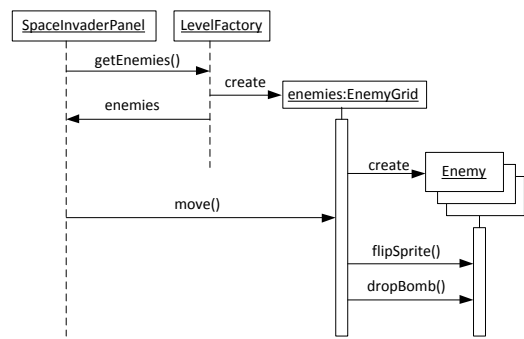 SpaceInvaderPanel
LevelFactory
getEnemies()
create
enemies:EnemyGrid
enemies
create
Enemy
move()
flipSprite()
dropBomb()